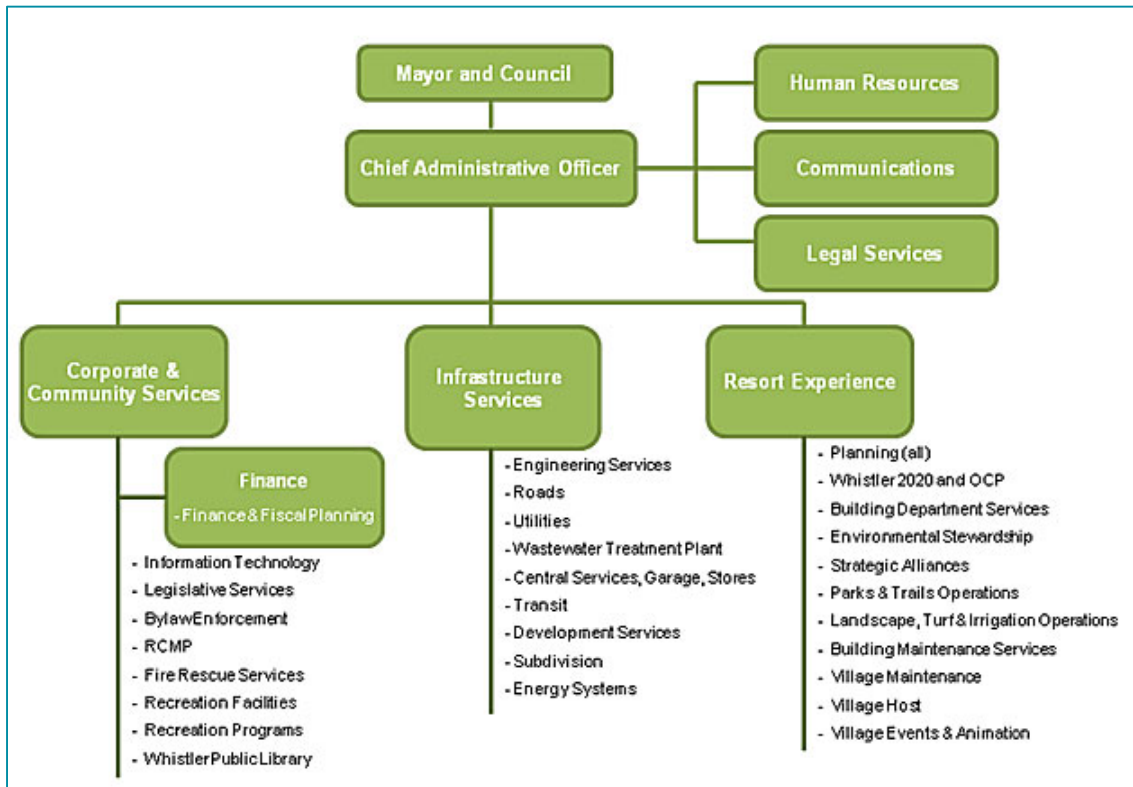 Mayor and Council
Chief Administrative Officer
Human Resources
Communications
Legal Services
Corporate &
Community Services
Finance
- Finance & Fiscal Planning
- Information Technology
- Legislative Services
- Bylaw Enforcement
- RCMP
- Fire Rescue Services
- Recreation Facilities
- Recreation Programs
- Whistler Public Library
Infrastructure
Services
- Engineering Services
- Roads
- Utilities
- Wastewater Treatment Plant
- Central Services, Garage, Stores
- Transit
- Development Services
- Subdivision
- Energy Systems
Resort Experience
- Planning (all)
- Whistler 2020 and OCP
- Building Department Services
- Environmental Stewardship
- Strategic Alliances
- Parks & Trails Operations
- Landscape, Turf & Irrigation Operations
- Building Maintenance Services
- Village Maintenance
- Village Host
- Village Events & Animation